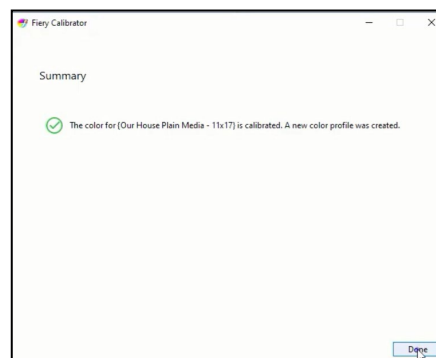 Fiery Calibrator
Summary
The color for {Our House Plain Media - 11x17} is calibrated. A new color profile was created.
Done